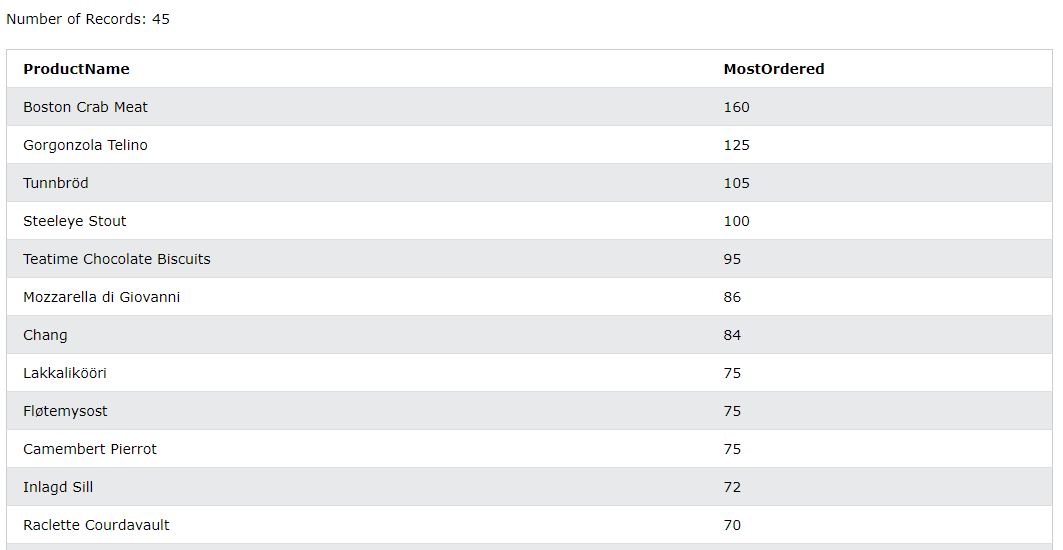 Number of Records: 45
ProductName MostOrdered
Boston Crab Meat 160
Gorgonzola Telino 125
Tunnbröd 105
Steeleye Stout 100
Teatime Chocolate Biscuits 95
Mozzarella di Giovanni 86
Chang 84
Lakkalikööri 75
Fløtemysost 75
Camembert Pierrot 75
Inlagd Sill 72
Raclette Courdavault 70